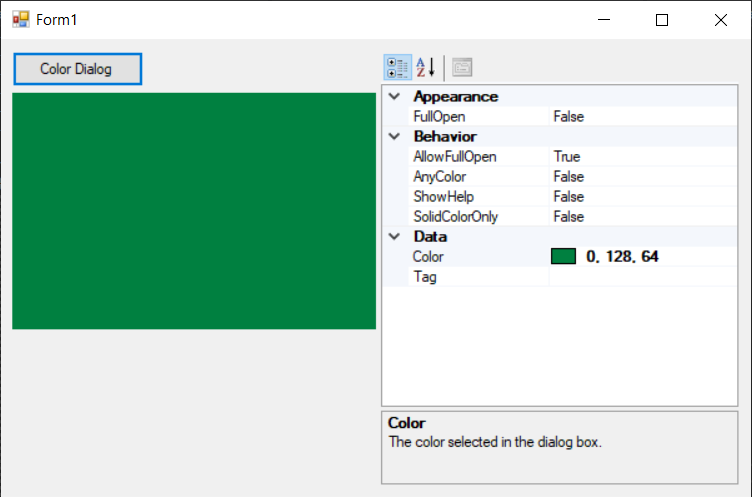 Form1
Color Dialog
A
Z
Appearance
FullOpen False
Behavior
AllowFullOpen True
AnyColor False
ShowHelp False
SolidColorOnly False
Data
Color 0, 128, 64
Tag
Color
The color selected in the dialog box.